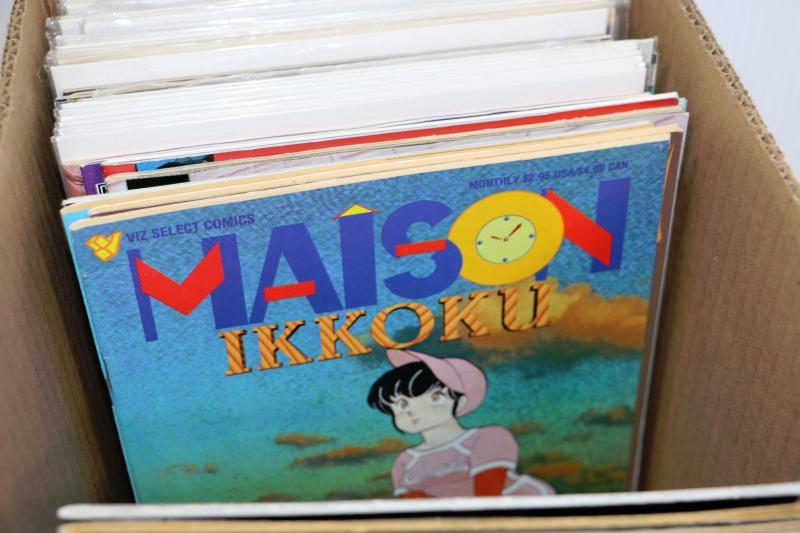 MONTHLY $2.95 USA/$4.00 CAN.
VIZ SELECT COMICS
MAISON
IKKOKU